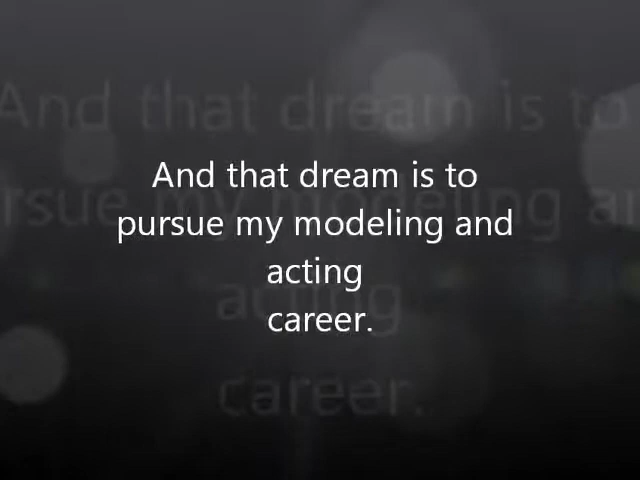 And that dream is to
pursue my modeling and
acting
career.